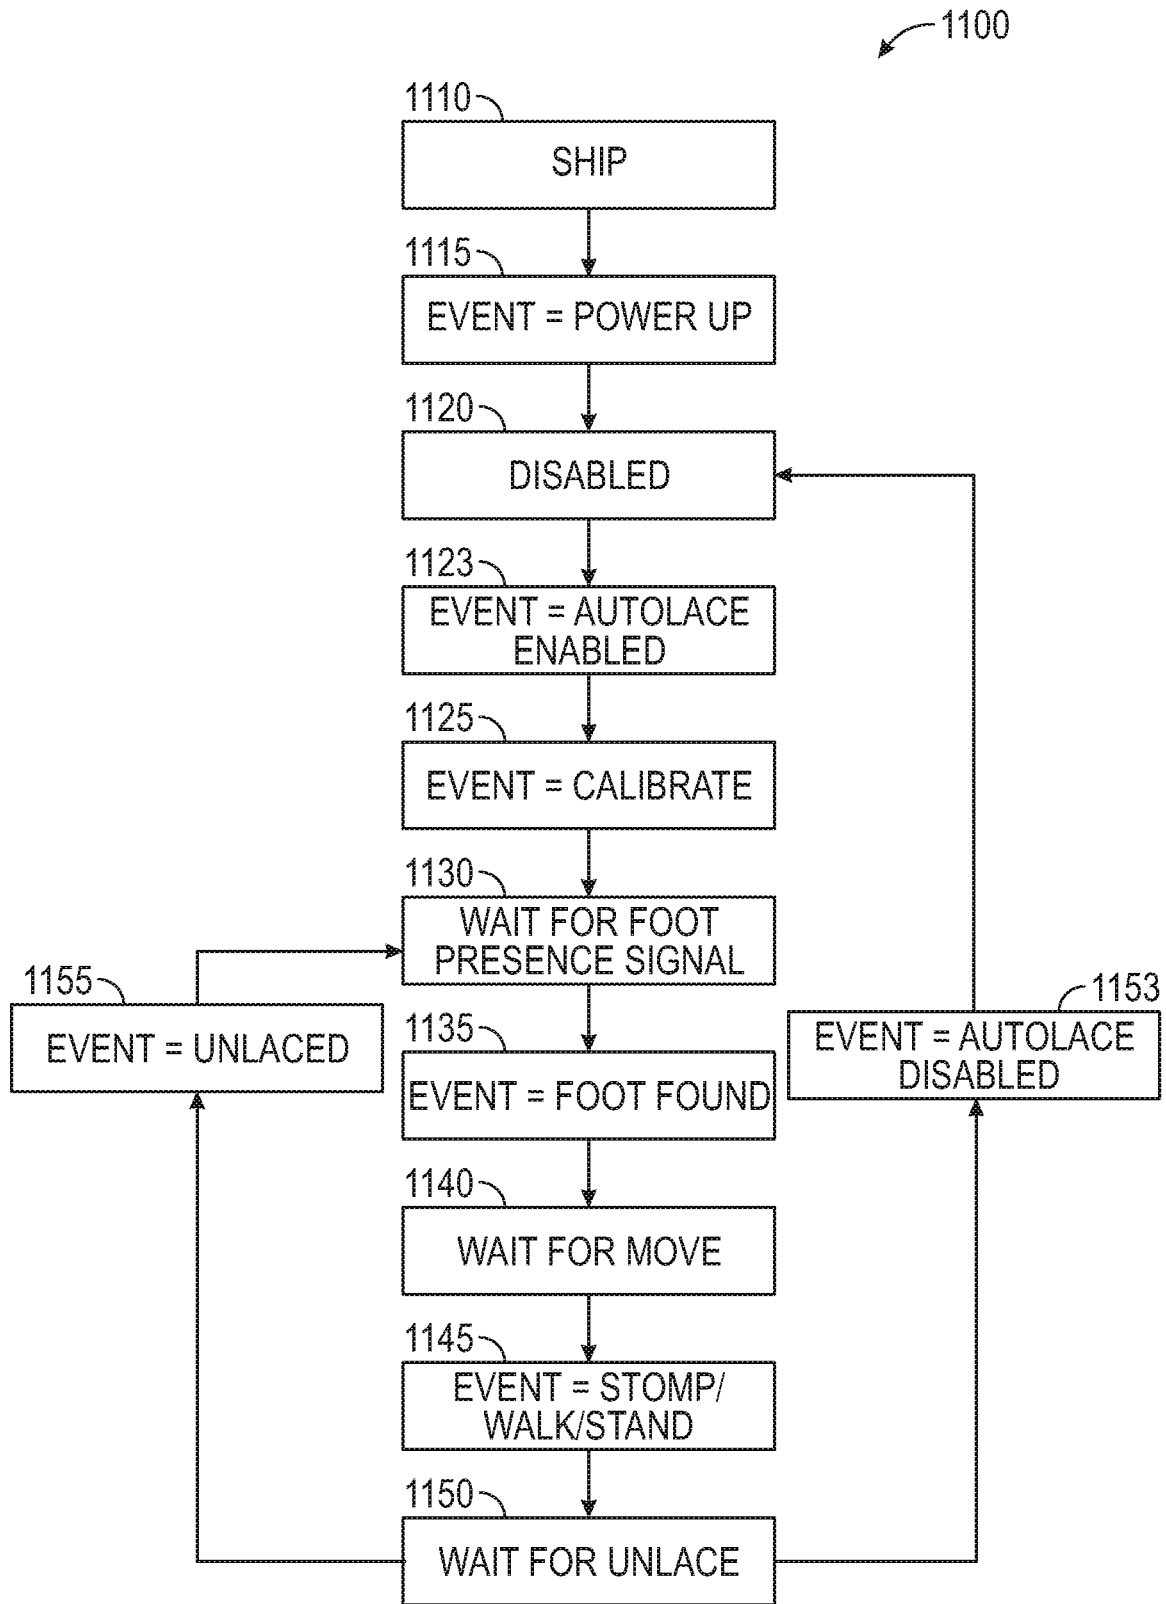 1100
1110
SHIP
1115
EVENT = POWER UP
1120
DISABLED
1123
EVENT = AUTOLACE
ENABLED
1125
EVENT = CALIBRATE
1130
WAIT FOR FOOT
PRESENCE SIGNAL
1155
EVENT = UNLACED
1135
EVENT = FOOT FOUND
1153
EVENT = AUTOLACE
DISABLED
1140
WAIT FOR MOVE
1145
EVENT = STOMP/
WALK/STAND
1150
WAIT FOR UNLACE